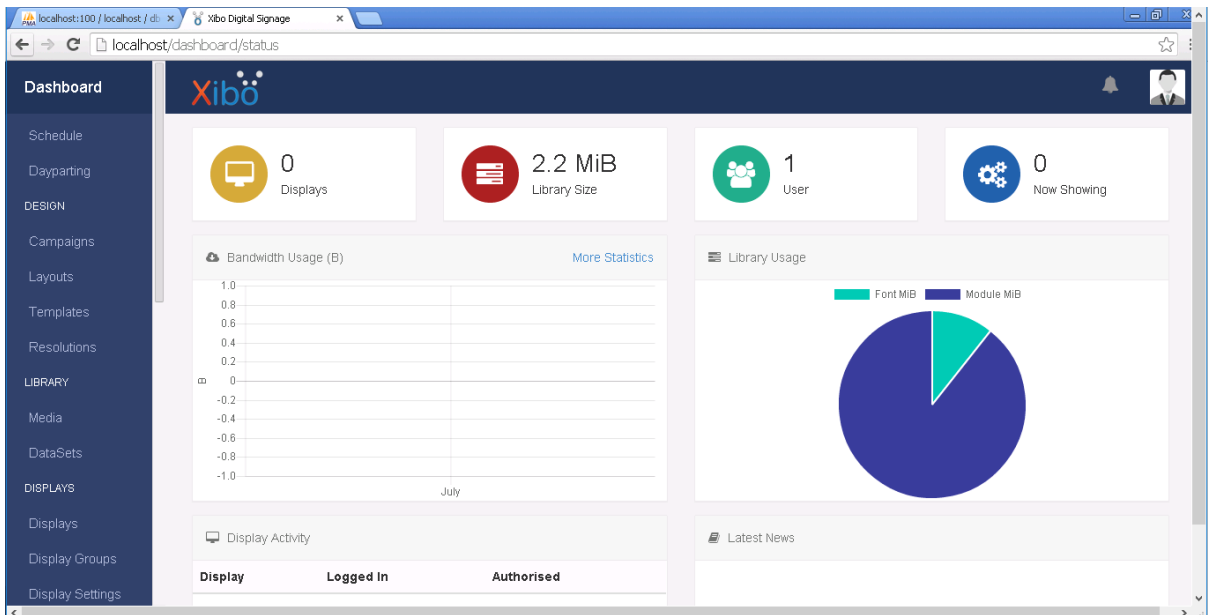 localhost:100 / localhost / db
Xibo Digital Signage
localhost/dashboard/status
Dashboard
Xibo
Schedule
Dayparting
DESIGN
Campaigns
Layouts
Templates
Resolutions
LIBRARY
Media
DataSets
DISPLAYS
Displays
Display Groups
Display Settings
0
Displays
2.2 MiB
Library Size
1
User
0
Now Showing
Bandwidth Usage (B)
More Statistics
1.0
0.8
0.6
0.4
0.2
0
-0.2
-0.4
-0.6
-0.8
-1.0
B
July
Library Usage
Font MiB
Module MiB
Display Activity
Display Logged In Authorised
Latest News